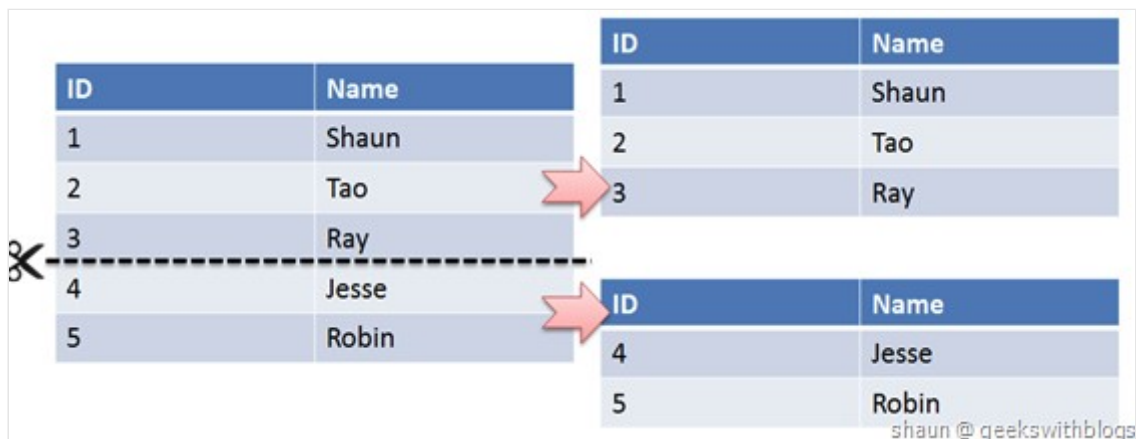 ID Name
1 Shaun
2 Tao
3 Ray
4 Jesse
5 Robin
ID Name
1 Shaun
2 Tao
3 Ray
ID Name
4 Jesse
5 Robin
shaun @ geekswithblogs